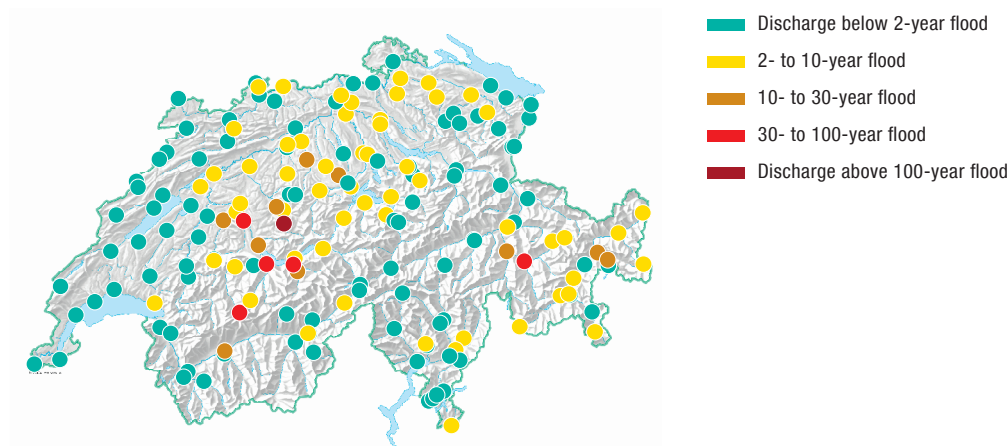 Discharge below 2-year flood
2- to 10-year flood
10- to 30-year flood
30- to 100-year flood
Discharge above 100-year flood